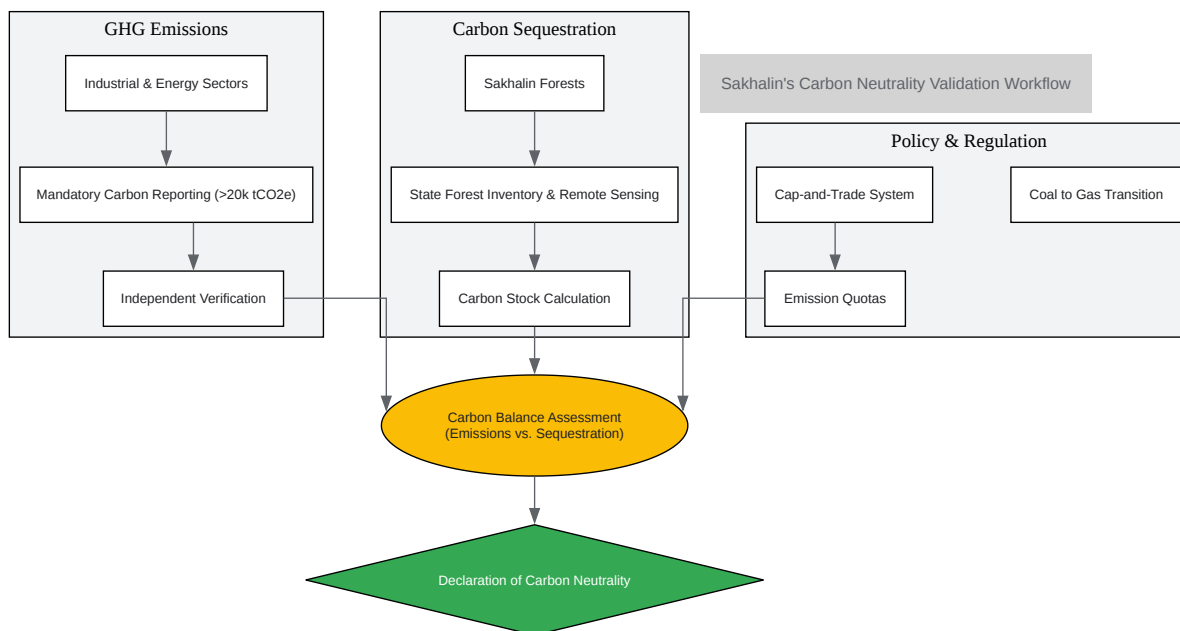 GHG Emissions
Industrial & Energy Sectors
Mandatory Carbon Reporting (>20k tCO2e)
Independent Verification
Carbon Sequestration
Sakhalin Forests
State Forest Inventory & Remote Sensing
Carbon Stock Calculation
Sakhalin's Carbon Neutrality Validation Workflow
Policy & Regulation
Cap-and-Trade System
Coal to Gas Transition
Emission Quotas
Carbon Balance Assessment
(Emissions vs. Sequestration)
Declaration of Carbon Neutrality